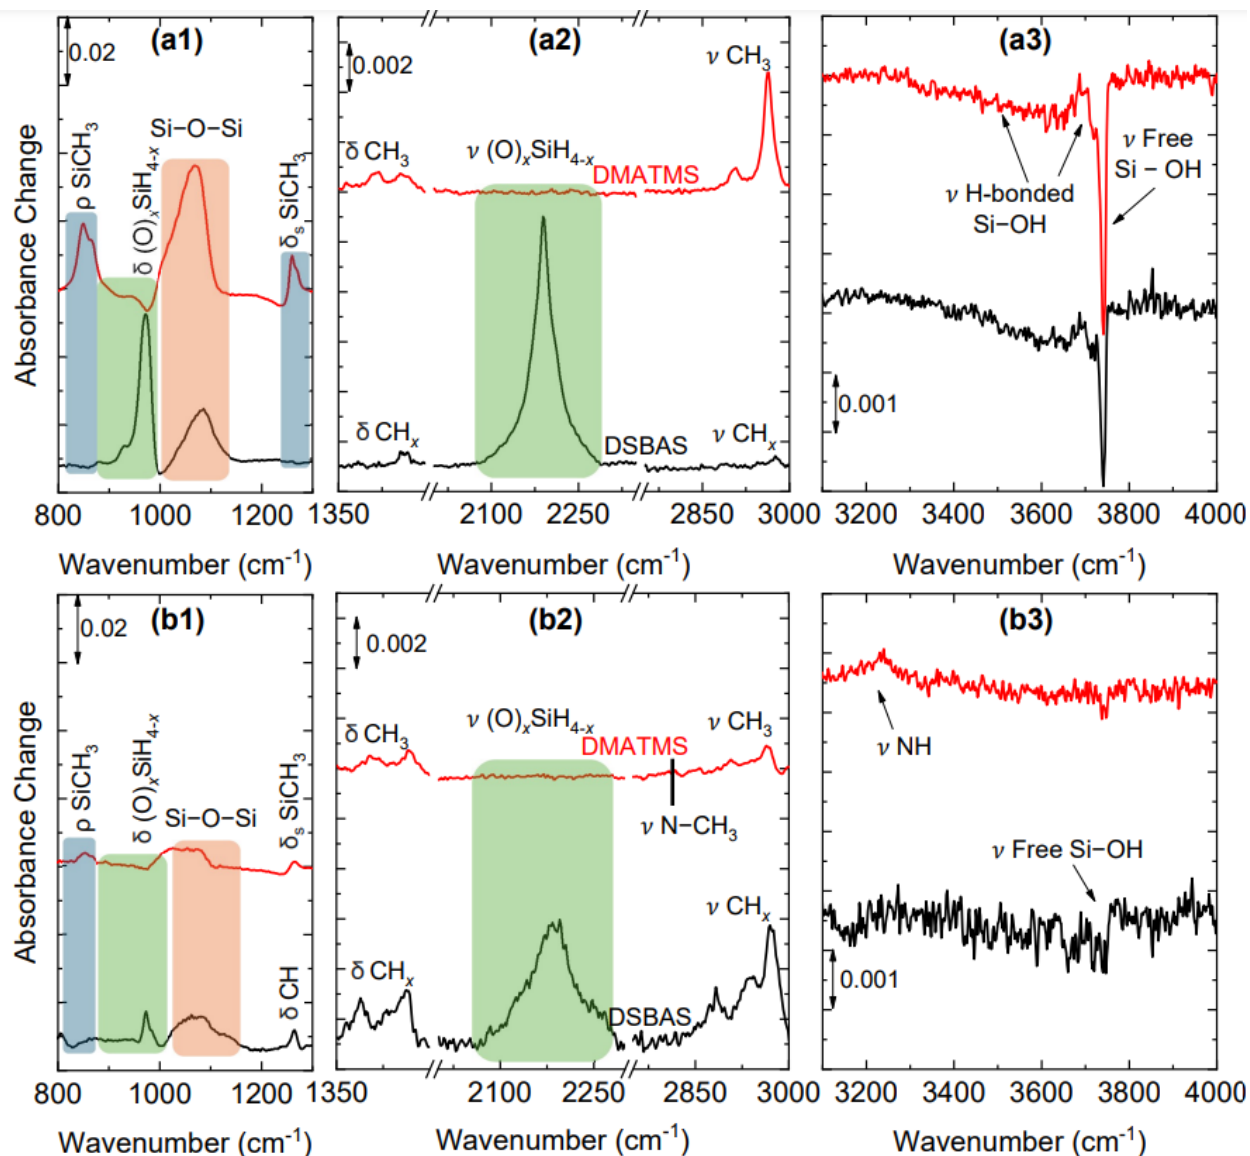 (a1)
0.02
ρ SiCH3
δ (O)xSiH4-x
Si−O−Si
δs SiCH3
Absorbance Change
800 1000 1200
Wavenumber (cm-1)
(a2)
0.002
ν CH3
δ CH3
ν (O)xSiH4-x
DMATMS
δ CHx
DSBAS
ν CHx
1350 2100 2250 2850 3000
Wavenumber (cm-1)
(a3)
ν Free
Si − OH
ν H-bonded
Si−OH
0.001
3200 3400 3600 3800 4000
Wavenumber (cm-1)
(b1)
0.02
ρ SiCH3
δ (O)xSiH4-x
Si−O−Si
δs SiCH3
δ CH
Absorbance Change
800 1000 1200
Wavenumber (cm-1)
(b2)
0.002
δ CH3
ν (O)xSiH4-x
DMATMS
ν CH3
ν N−CH3
ν CHx
δ CHx
DSBAS
1350 2100 2250 2850 3000
Wavenumber (cm-1)
(b3)
ν NH
ν Free Si−OH
0.001
3200 3400 3600 3800 4000
Wavenumber (cm-1)